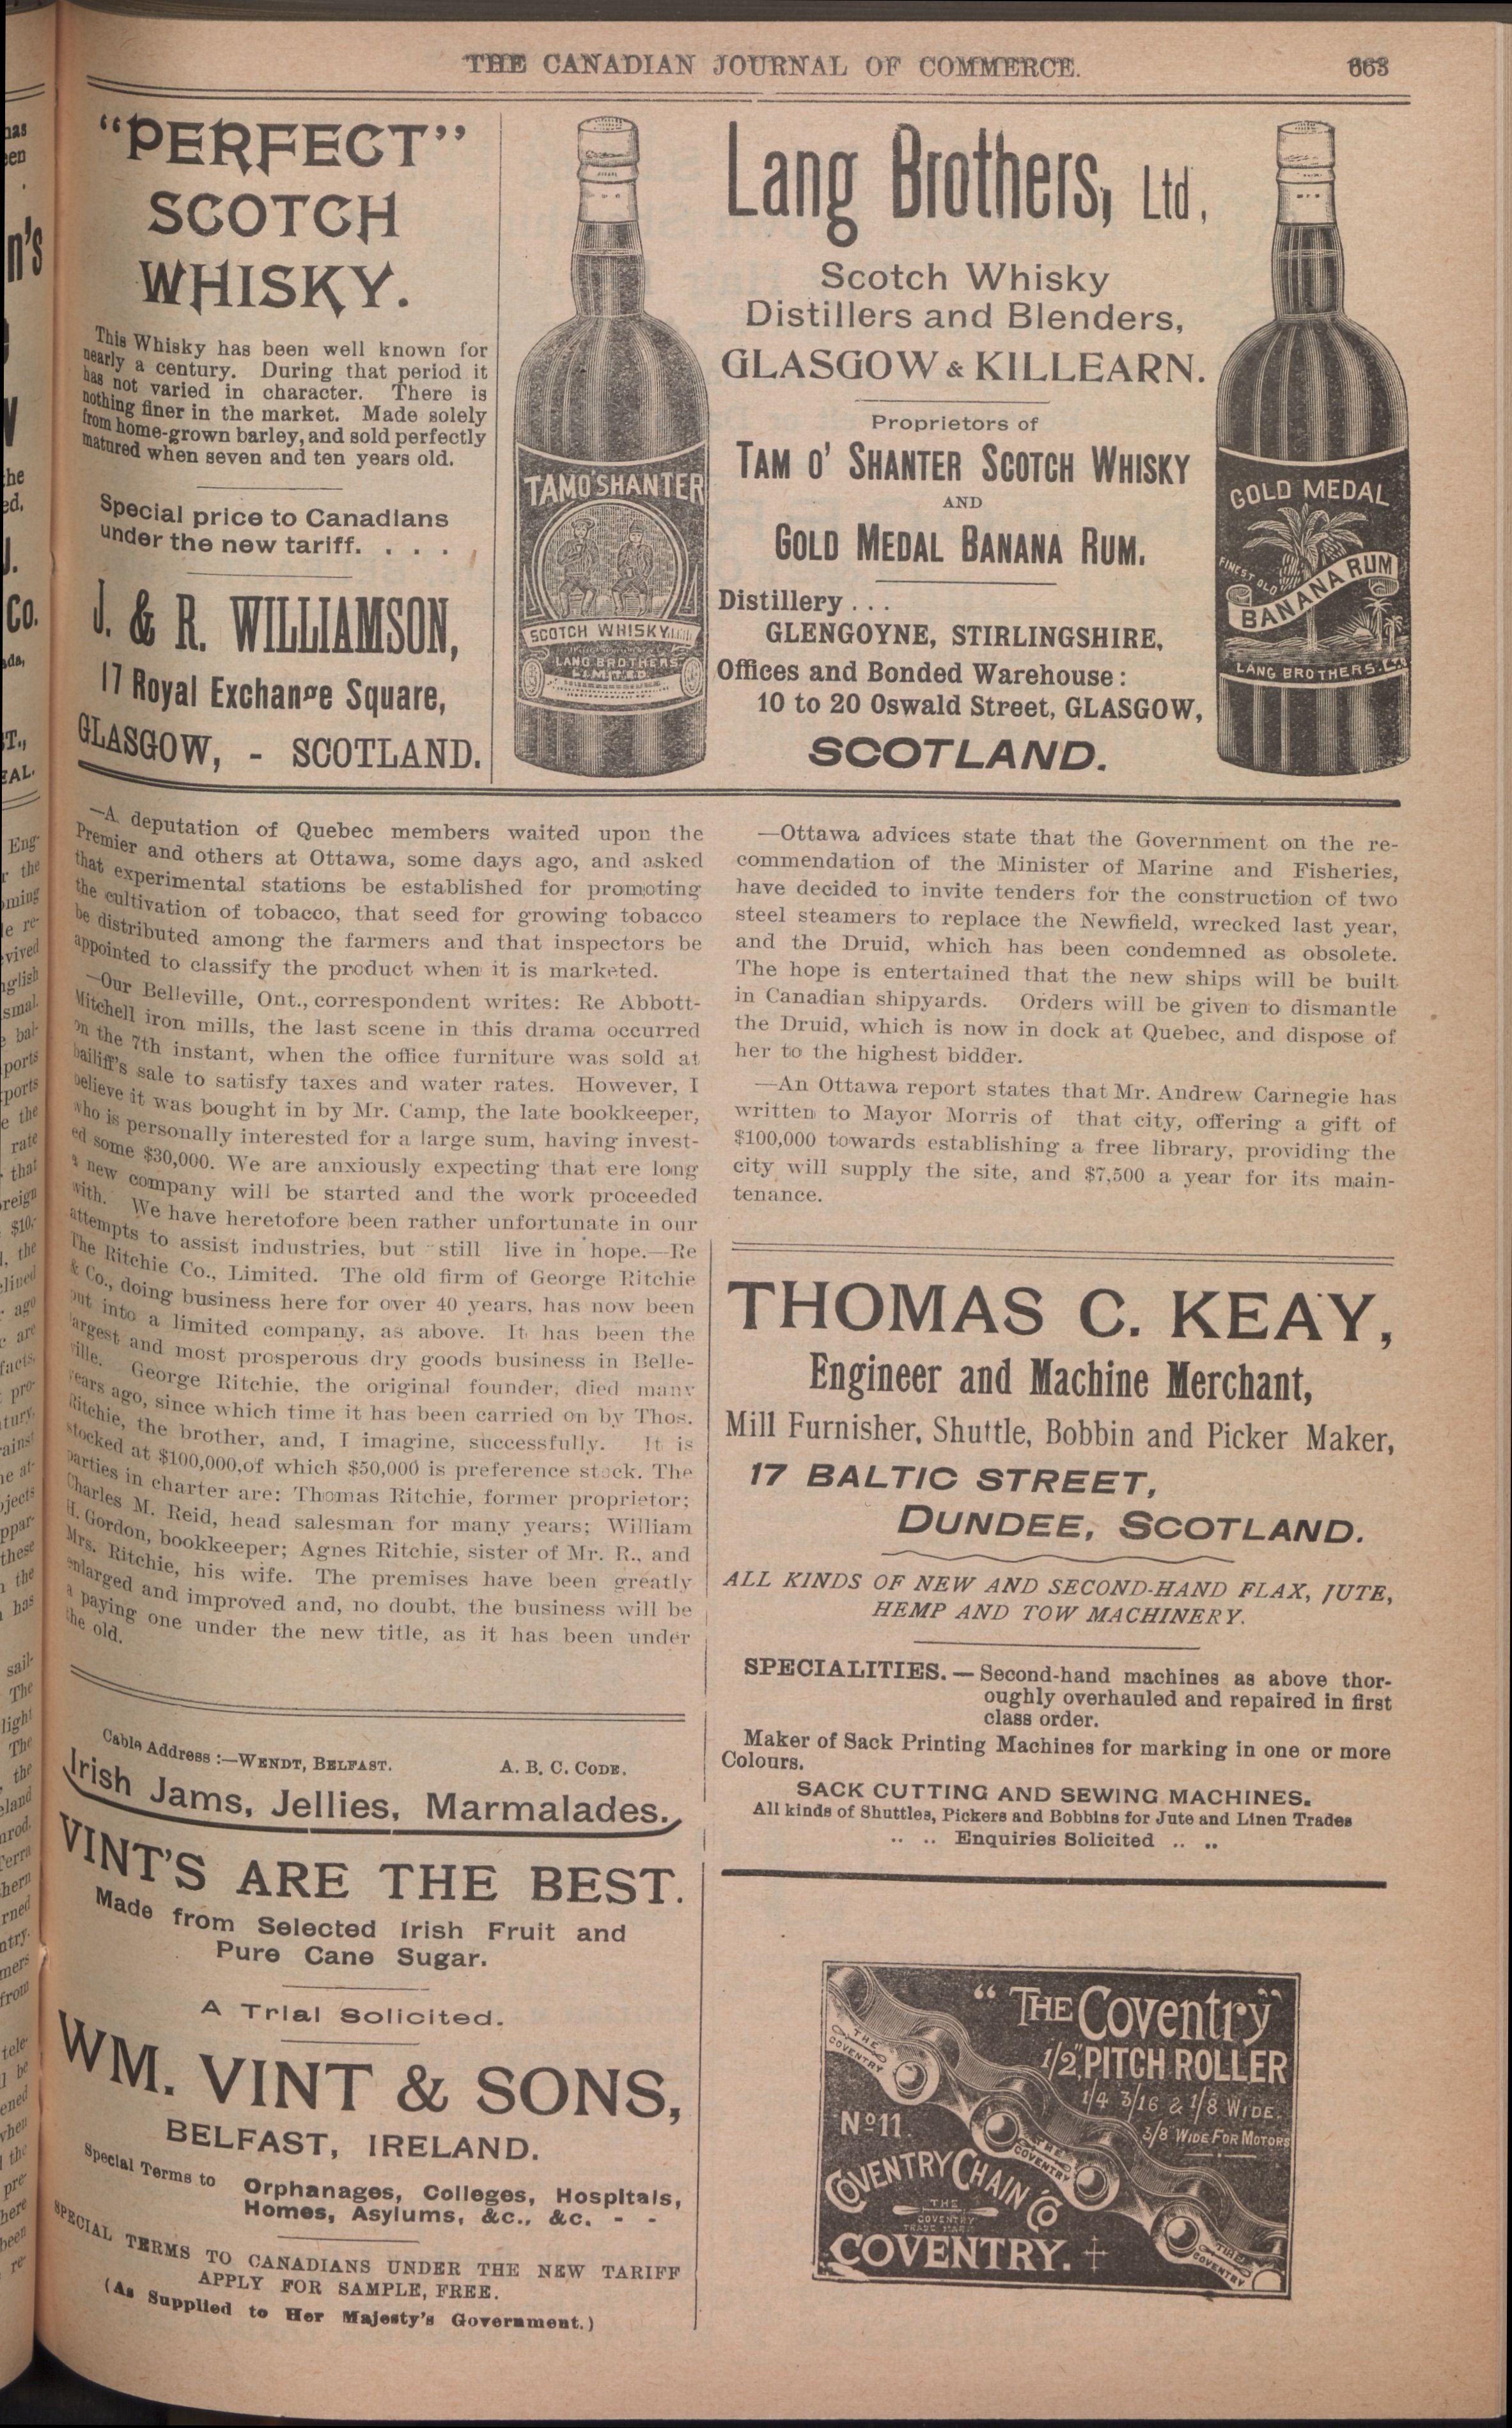 THE CANADIAN JOURNAL OF COMMERCE.
663
"PERFECT"
SCOTCH
WHISKY.
This Whisky has been well known for
nearly a century. During that period it
has not varied in character. There is
nothing finer in the market. Made solely
from home-grown barley, and sold perfectly
matured when seven and ten years old.
Special price to Canadians
under the new tariff. . . . .
J. & R. WILLIAMSON,
17 Royal Exchange Square,
GLASGOW, - SCOTLAND.
TAM O'SHANTER
SCOTCH WHISKY
LANG BROTHERS
LIMITED
Lang Brothers, Ltd,
Scotch Whisky
Distillers and Blenders,
GLASGOW & KILLEARN.
Proprietors of
TAM O' SHANTER SCOTCH WHISKY
AND
GOLD MEDAL BANANA RUM.
Distillery . . .
GLENGOYNE, STIRLINGSHIRE,
Offices and Bonded Warehouse:
10 to 20 Oswald Street, GLASGOW,
SCOTLAND.
GOLD MEDAL
FINEST OLD
BANANA RUM
LANG BROTHERS. LTD
—A deputation of Quebec members waited upon the
Premier and others at Ottawa, some days ago, and asked
that experimental stations be established for promoting
the cultivation of tobacco, that seed for growing tobacco
be distributed among the farmers and that inspectors be
appointed to classify the product when it is marketed.
—Our Belleville, Ont., correspondent writes: Re Abbott-
Mitchell iron mills, the last scene in this drama occurred
on the 7th instant, when the office furniture was sold at
bailiff's sale to satisfy taxes and water rates. However, I
believe it was bought in by Mr. Camp, the late bookkeeper,
who is personally interested for a large sum, having invest-
ed some $30,000. We are anxiously expecting that ere long
a new company will be started and the work proceeded
with. We have heretofore been rather unfortunate in our
attempts to assist industries, but still live in hope.—Re
The Ritchie Co., Limited. The old firm of George Ritchie
& Co., doing business here for over 40 years, has now been
put into a limited company, as above. It has been the
largest and most prosperous dry goods business in Belle-
ville. George Ritchie, the original founder, died many
years ago, since which time it has been carried on by Thos.
Ritchie, the brother, and, I imagine, successfully. It is
stocked at $100,000, of which $50,000 is preference stock. The
parties in charter are: Thomas Ritchie, former proprietor;
Charles M. Reid, head salesman for many years; William
H. Gordon, bookkeeper; Agnes Ritchie, sister of Mr. R., and
Mrs. Ritchie, his wife. The premises have been greatly
enlarged and improved and, no doubt, the business will be
a paying one under the new title, as it has been under
the old.
Cable Address :—WENDT, BELFAST. A. B. C. CODE.
Irish Jams, Jellies, Marmalades.
VINT'S ARE THE BEST.
Made from Selected Irish Fruit and
Pure Cane Sugar.
A Trial Solicited.
WM. VINT & SONS,
BELFAST, IRELAND.
Special Terms to Orphanages, Colleges, Hospitals,
Homes, Asylums, &c., &c. - -
SPECIAL TERMS TO CANADIANS UNDER THE NEW TARIFF
APPLY FOR SAMPLE, FREE.
(As Supplied to Her Majesty's Government.)
—Ottawa advices state that the Government on the re-
commendation of the Minister of Marine and Fisheries,
have decided to invite tenders for the construction of two
steel steamers to replace the Newfield, wrecked last year,
and the Druid, which has been condemned as obsolete.
The hope is entertained that the new ships will be built
in Canadian shipyards. Orders will be given to dismantle
the Druid, which is now in dock at Quebec, and dispose of
her to the highest bidder.
—An Ottawa report states that Mr. Andrew Carnegie has
written to Mayor Morris of that city, offering a gift of
$100,000 towards establishing a free library, providing the
city will supply the site, and $7,500 a year for its main-
tenance.
THOMAS C. KEAY,
Engineer and Machine Merchant,
Mill Furnisher, Shuttle, Bobbin and Picker Maker,
17 BALTIC STREET,
DUNDEE, SCOTLAND.
ALL KINDS OF NEW AND SECOND-HAND FLAX, JUTE,
HEMP AND TOW MACHINERY.
SPECIALITIES. — Second-hand machines as above thor-
oughly overhauled and repaired in first
class order.
Maker of Sack Printing Machines for marking in one or more
Colours.
SACK CUTTING AND SEWING MACHINES.
All kinds of Shuttles, Pickers and Bobbins for Jute and Linen Trades
.. .. Enquiries Solicited .. ..
"THE Coventry"
1/2" PITCH ROLLER
1/4 3/16 & 1/8 WIDE.
3/8 WIDE FOR MOTORS
No 11.
COVENTRY CHAIN CO
THE
COVENTRY
TRADE MARK
COVENTRY.
THE
COVENTRY
THE
COVENTRY
THE
COVENTRY